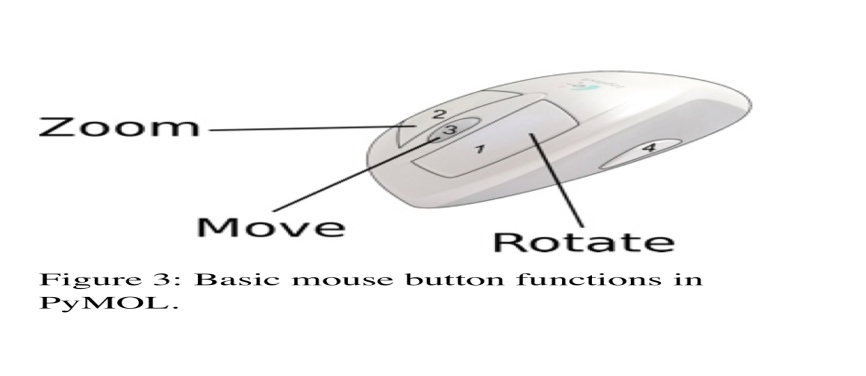 2
Zoom
3
1
4
Move
Rotate
Figure 3: Basic mouse button functions in
PyMOL.